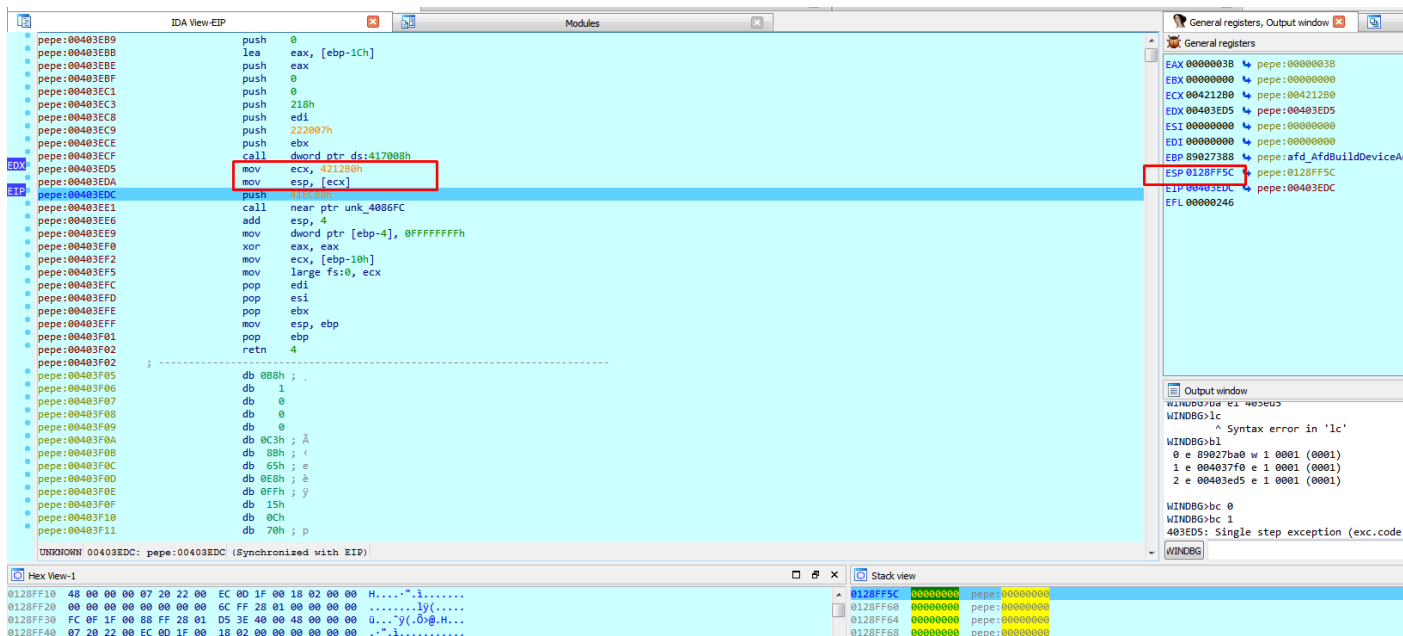 IDA View-EIP
Modules
General registers, Output window
pepe:00403EB9 push 0
pepe:00403EBB lea eax, [ebp-1Ch]
pepe:00403EBE push eax
pepe:00403EBF push 0
pepe:00403EC1 push 0
pepe:00403EC3 push 218h
pepe:00403EC8 push edi
pepe:00403EC9 push 222007h
pepe:00403ECE push ebx
pepe:00403ECF call dword ptr ds:417008h
EDX pepe:00403ED5 mov ecx, 4212B0h
pepe:00403EDA mov esp, [ecx]
EIP pepe:00403EDC push 41EC88h
pepe:00403EE1 call near ptr unk_4086FC
pepe:00403EE6 add esp, 4
pepe:00403EE9 mov dword ptr [ebp-4], 0FFFFFFFFh
pepe:00403EF0 xor eax, eax
pepe:00403EF2 mov ecx, [ebp-10h]
pepe:00403EF5 mov large fs:0, ecx
pepe:00403EFC pop edi
pepe:00403EFD pop esi
pepe:00403EFE pop ebx
pepe:00403EFF mov esp, ebp
pepe:00403F01 pop ebp
pepe:00403F02 retn 4
pepe:00403F02 ; ---------------------------------------------------------------
pepe:00403F05 db 0B8h ; ¸
pepe:00403F06 db 1
pepe:00403F07 db 0
pepe:00403F08 db 0
pepe:00403F09 db 0
pepe:00403F0A db 0C3h ; Ã
pepe:00403F0B db 8Bh ; ‹
pepe:00403F0C db 65h ; e
pepe:00403F0D db 0E8h ; è
pepe:00403F0E db 0FFh ; ÿ
pepe:00403F0F db 15h
pepe:00403F10 db 0Ch
pepe:00403F11 db 70h ; p
UNKNOWN 00403EDC: pepe:00403EDC (Synchronized with EIP)
General registers
EAX 0000003B pepe:0000003B
EBX 00000000 pepe:00000000
ECX 004212B0 pepe:004212B0
EDX 00403ED5 pepe:00403ED5
ESI 00000000 pepe:00000000
EDI 00000000 pepe:00000000
EBP 89027388 pepe:afd_AfdBuildDeviceA
ESP 0128FF5C pepe:0128FF5C
EIP 00403EDC pepe:00403EDC
EFL 00000246
Output window
WINDBG>ba e1 403ed5
WINDBG>lc
^ Syntax error in 'lc'
WINDBG>bl
0 e 89027ba0 w 1 0001 (0001)
1 e 004037f0 e 1 0001 (0001)
2 e 00403ed5 e 1 0001 (0001)
WINDBG>bc 0
WINDBG>bc 1
403ED5: Single step exception (exc.code
WINDBG
Hex View-1
0128FF10 48 00 00 00 07 20 22 00 EC 0D 1F 00 18 02 00 00 H....·".ì.......
0128FF20 00 00 00 00 00 00 00 00 6C FF 28 01 00 00 00 00 ........lÿ(.....
0128FF30 FC 0F 1F 00 88 FF 28 01 D5 3E 40 00 48 00 00 00 ü...ˆÿ(.Õ>@.H...
0128FF40 07 20 22 00 EC 0D 1F 00 18 02 00 00 00 00 00 00 .·".ì...........
Stack view
0128FF5C 00000000 pepe:00000000
0128FF60 00000000 pepe:00000000
0128FF64 00000000 pepe:00000000
0128FF68 00000000 pepe:00000000